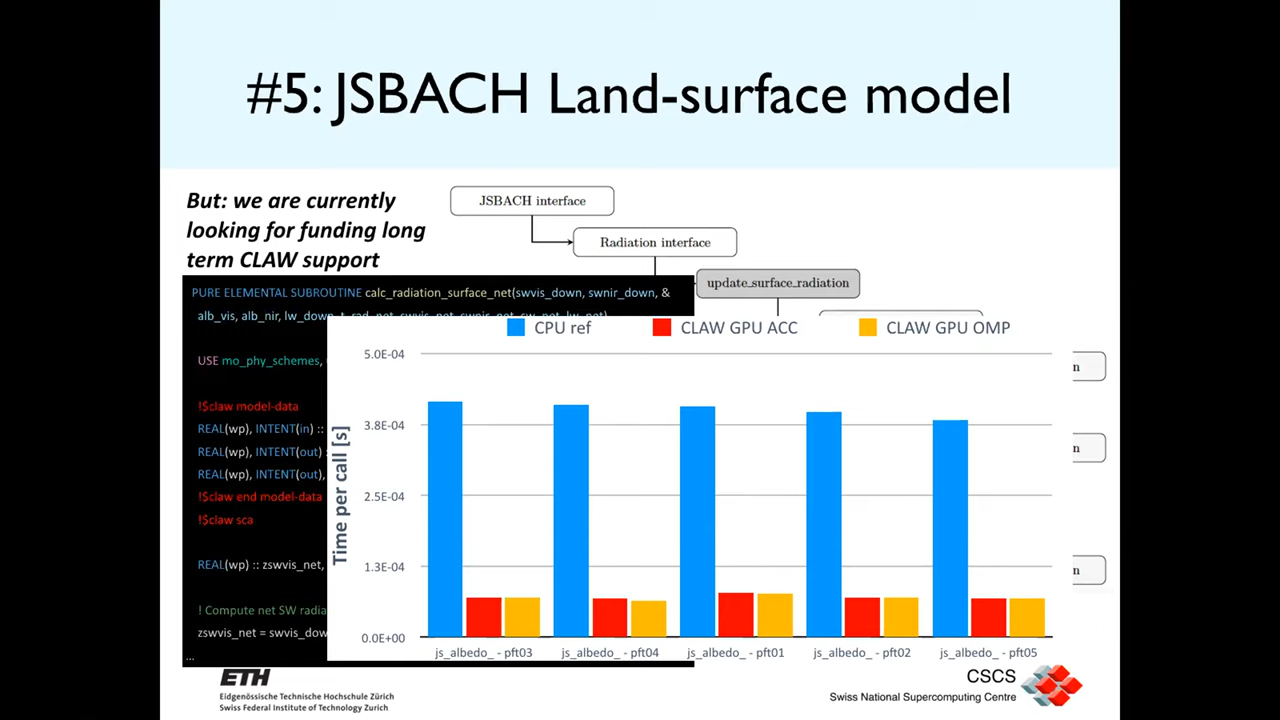 #5: JSBACH Land-surface model
But: we are currently
looking for funding long
term CLAW support
JSBACH interface
Radiation interface
update_surface_radiation
PURE ELEMENTAL SUBROUTINE calc_radiation_surface_net(swvis_down, swnir_down, &
alb_vis, alb_nir, lw_down, t, rad_net, swvis_net, swnir_net, sw_net, lw_net)
USE mo_phy_schemes,
!$claw model-data
REAL(wp), INTENT(in) ::
REAL(wp), INTENT(out) :
REAL(wp), INTENT(out),
!$claw end model-data
!$claw sca
REAL(wp) :: zswvis_net,
! Compute net SW radia
zswvis_net = swvis_dow
...
CPU ref
CLAW GPU ACC
CLAW GPU OMP
Time per call [s]
5.0E-04
3.8E-04
2.5E-04
1.3E-04
0.0E+00
js_albedo_ - pft03
js_albedo_ - pft04
js_albedo_ - pft01
js_albedo_ - pft02
js_albedo_ - pft05
n
n
n
ETH
Eidgenössische Technische Hochschule Zürich
Swiss Federal Institute of Technology Zurich
CSCS
Swiss National Supercomputing Centre